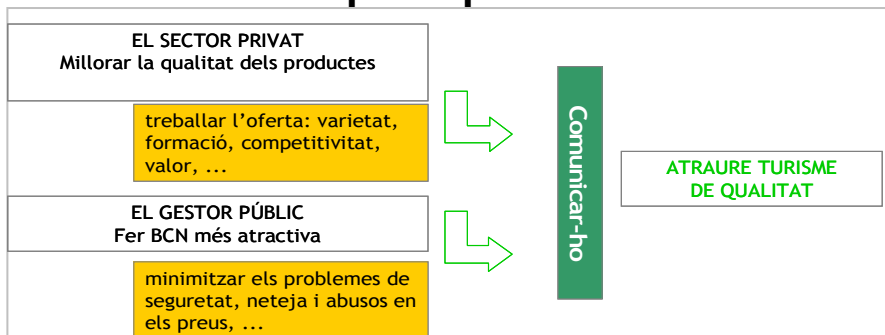 EL SECTOR PRIVAT
Millorar la qualitat dels productes
treballar l’oferta: varietat,
formació, competitivitat,
valor, ...
EL GESTOR PÚBLIC
Fer BCN més atractiva
minimitzar els problemes de
seguretat, neteja i abusos en
els preus, ...
Comunicar-ho
ATRAURE TURISME
DE QUALITAT